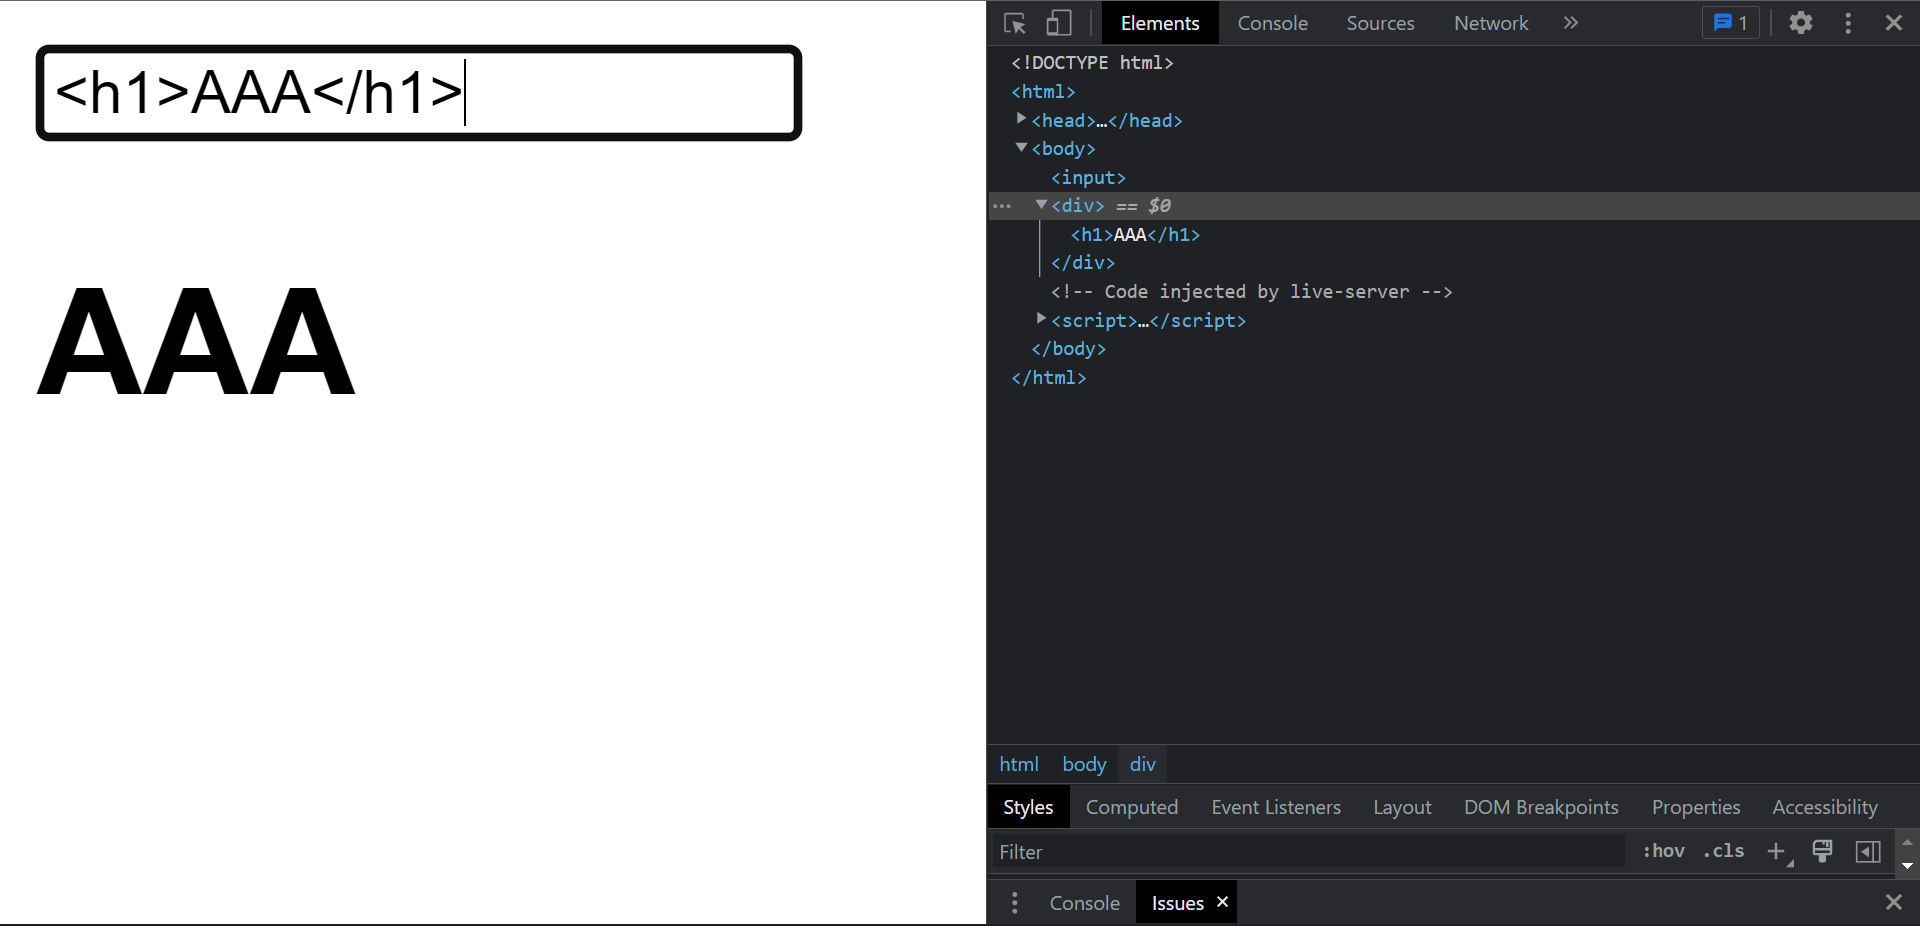 <h1>AAA</h1>
AAA
Elements Console Sources Network » 1
<!DOCTYPE html>
<html>
<head>…</head>
<body>
<input>
<div> == $0
<h1>AAA</h1>
</div>
<!-- Code injected by live-server -->
<script>…</script>
</body>
</html>
html body div
Styles Computed Event Listeners Layout DOM Breakpoints Properties Accessibility
Filter :hov .cls
Console Issues